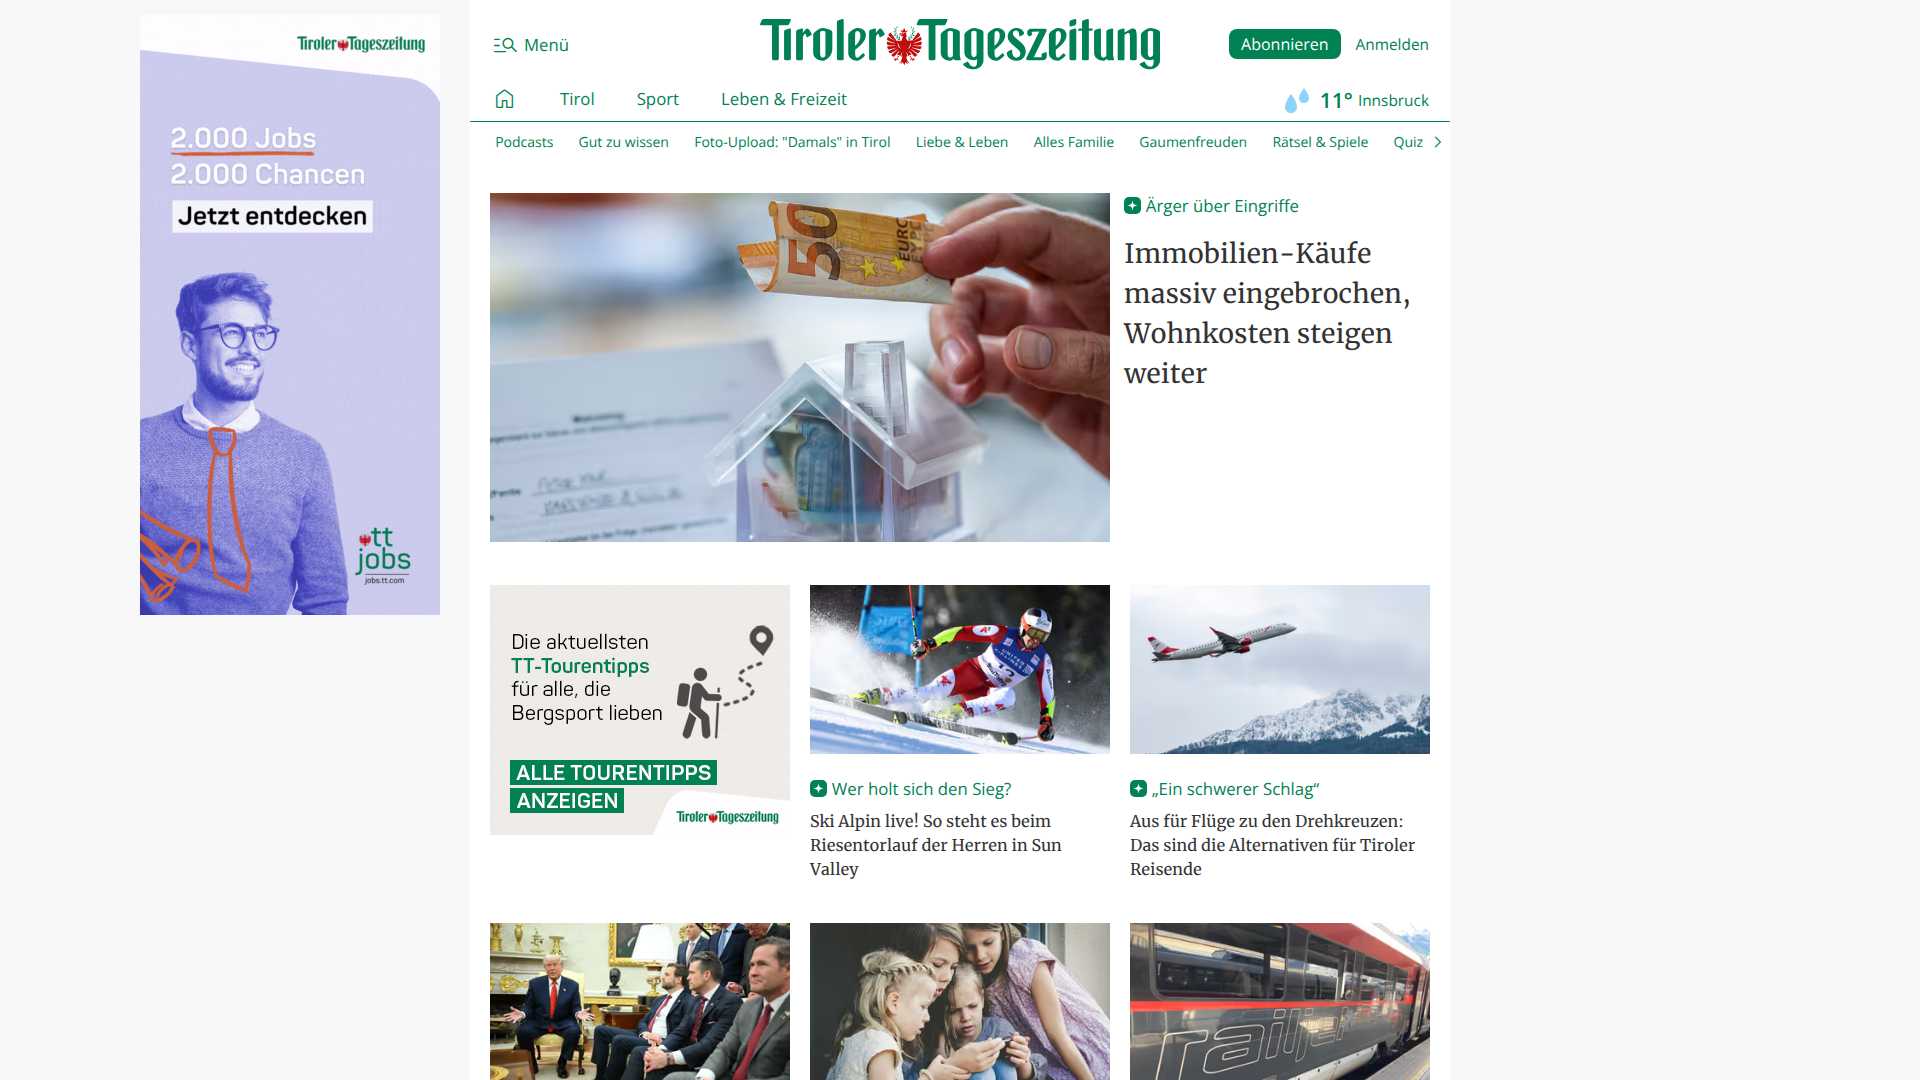 Tiroler Tageszeitung
2.000 Jobs
2.000 Chancen
Jetzt entdecken
tt
jobs
jobs.tt.com
Menü
Tiroler Tageszeitung
Abonnieren
Anmelden
Tirol
Sport
Leben & Freizeit
11° Innsbruck
Podcasts
Gut zu wissen
Foto-Upload: "Damals" in Tirol
Liebe & Leben
Alles Familie
Gaumenfreuden
Rätsel & Spiele
Quiz
50
EURO
Ärger über Eingriffe
Immobilien-Käufe
massiv eingebrochen,
Wohnkosten steigen
weiter
Die aktuellsten
TT-Tourentipps
für alle, die
Bergsport lieben
ALLE TOURENTIPPS
ANZEIGEN
Tiroler Tageszeitung
Wer holt sich den Sieg?
Ski Alpin live! So steht es beim
Riesentorlauf der Herren in Sun
Valley
„Ein schwerer Schlag“
Aus für Flüge zu den Drehkreuzen:
Das sind die Alternativen für Tiroler
Reisende
railjet